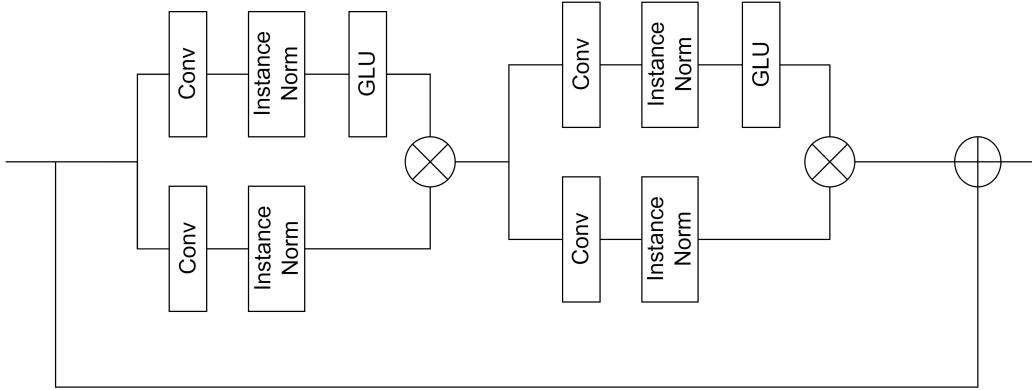 Conv
Instance
Norm
GLU
Conv
Instance
Norm
Conv
Instance
Norm
GLU
Conv
Instance
Norm